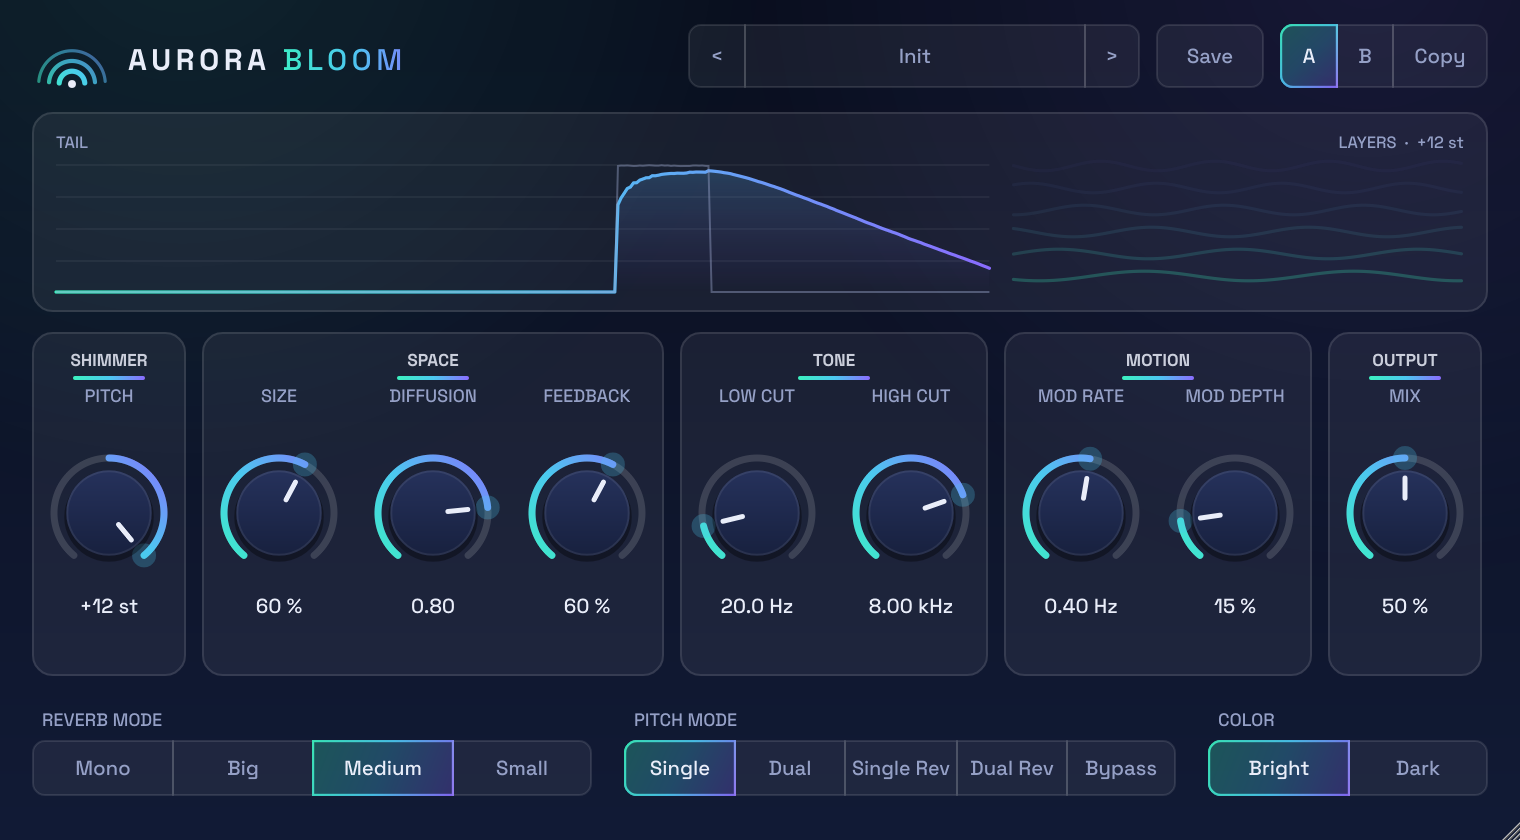 AURORA BLOOM
< Init > Save A B Copy
TAIL LAYERS · +12 st
SHIMMER SPACE TONE MOTION OUTPUT
PITCH SIZE DIFFUSION FEEDBACK LOW CUT HIGH CUT MOD RATE MOD DEPTH MIX
+12 st 60 % 0.80 60 % 20.0 Hz 8.00 kHz 0.40 Hz 15 % 50 %
REVERB MODE PITCH MODE COLOR
Mono Big Medium Small Single Dual Single Rev Dual Rev Bypass Bright Dark